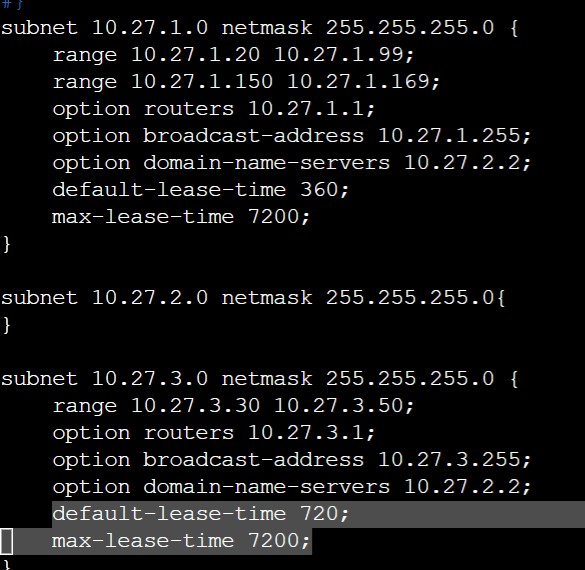 #}
subnet 10.27.1.0 netmask 255.255.255.0 {
    range 10.27.1.20 10.27.1.99;
    range 10.27.1.150 10.27.1.169;
    option routers 10.27.1.1;
    option broadcast-address 10.27.1.255;
    option domain-name-servers 10.27.2.2;
    default-lease-time 360;
    max-lease-time 7200;
}

subnet 10.27.2.0 netmask 255.255.255.0{
}

subnet 10.27.3.0 netmask 255.255.255.0 {
    range 10.27.3.30 10.27.3.50;
    option routers 10.27.3.1;
    option broadcast-address 10.27.3.255;
    option domain-name-servers 10.27.2.2;
    default-lease-time 720;
    max-lease-time 7200;
}